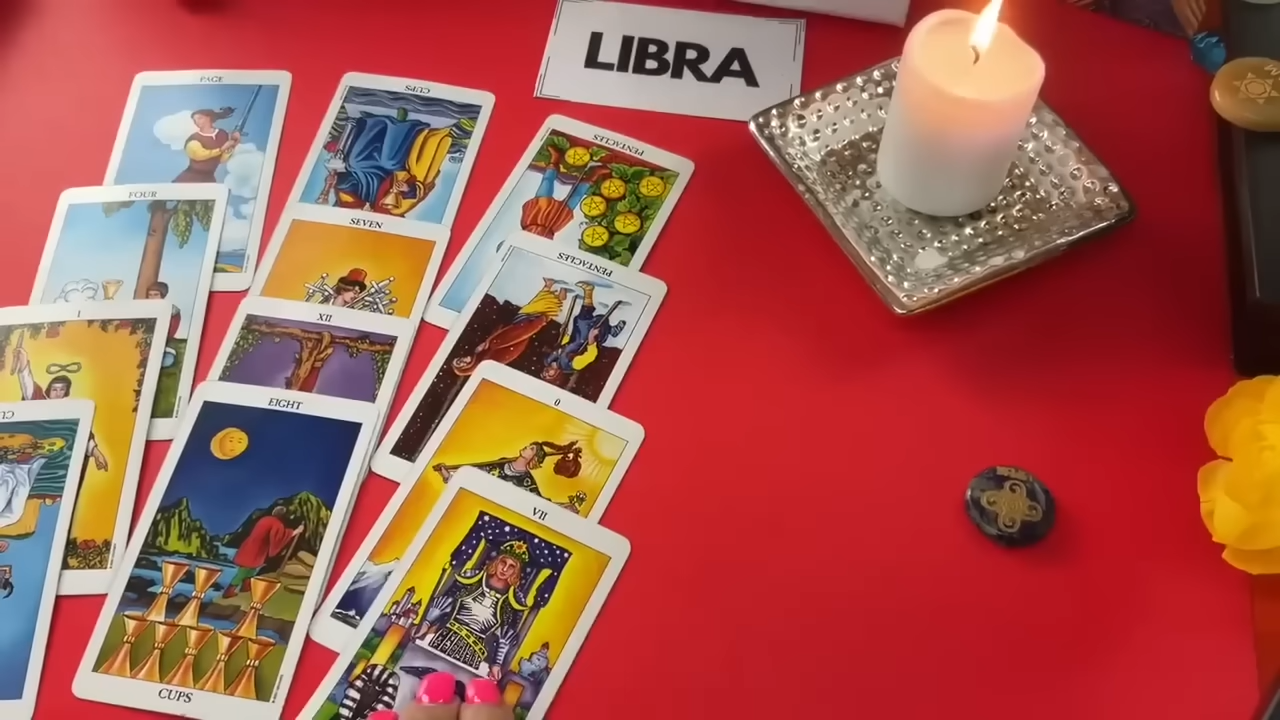 LIBRA
PAGE
CUPS
PENTACLES
FOUR
SEVEN
PENTACLES
I
XII
EIGHT
0
VII
CUPS